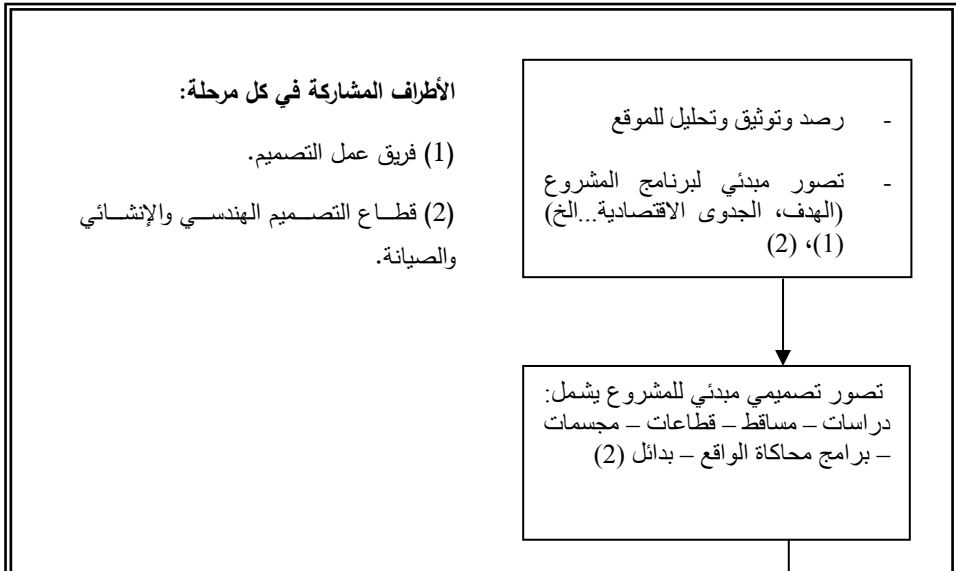 الأطراف المشاركة في كل مرحلة:
(1) فريق عمل التصميم.
(2) قطاع التصميم الهندسي والإنشائي
والصيانة.
- رصد وتوثيق وتحليل للموقع
- تصور مبدئي لبرنامج المشروع
(الهدف، الجدوى الاقتصادية...الخ)
(1)، (2)
تصور تصميمي مبدئي للمشروع يشمل:
دراسات – مساقط – قطاعات – مجسمات
– برامج محاكاة الواقع – بدائل (2)